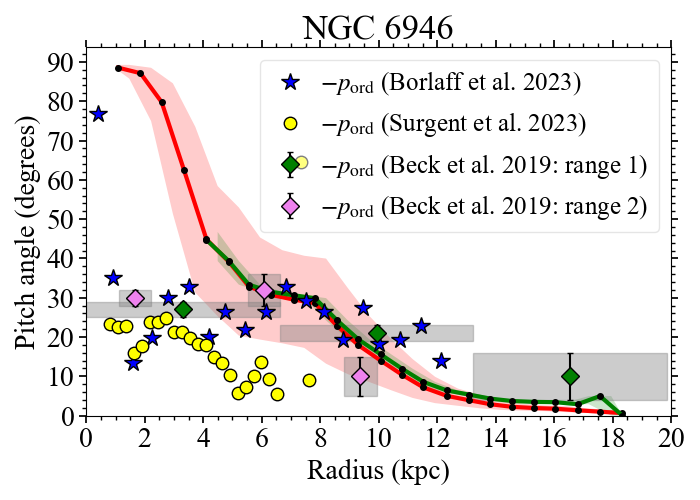 NGC 6946
−p_ord (Borlaff et al. 2023)
−p_ord (Surgent et al. 2023)
−p_ord (Beck et al. 2019: range 1)
−p_ord (Beck et al. 2019: range 2)
Pitch angle (degrees)
90
80
70
60
50
40
30
20
10
0
0 2 4 6 8 10 12 14 16 18 20
Radius (kpc)